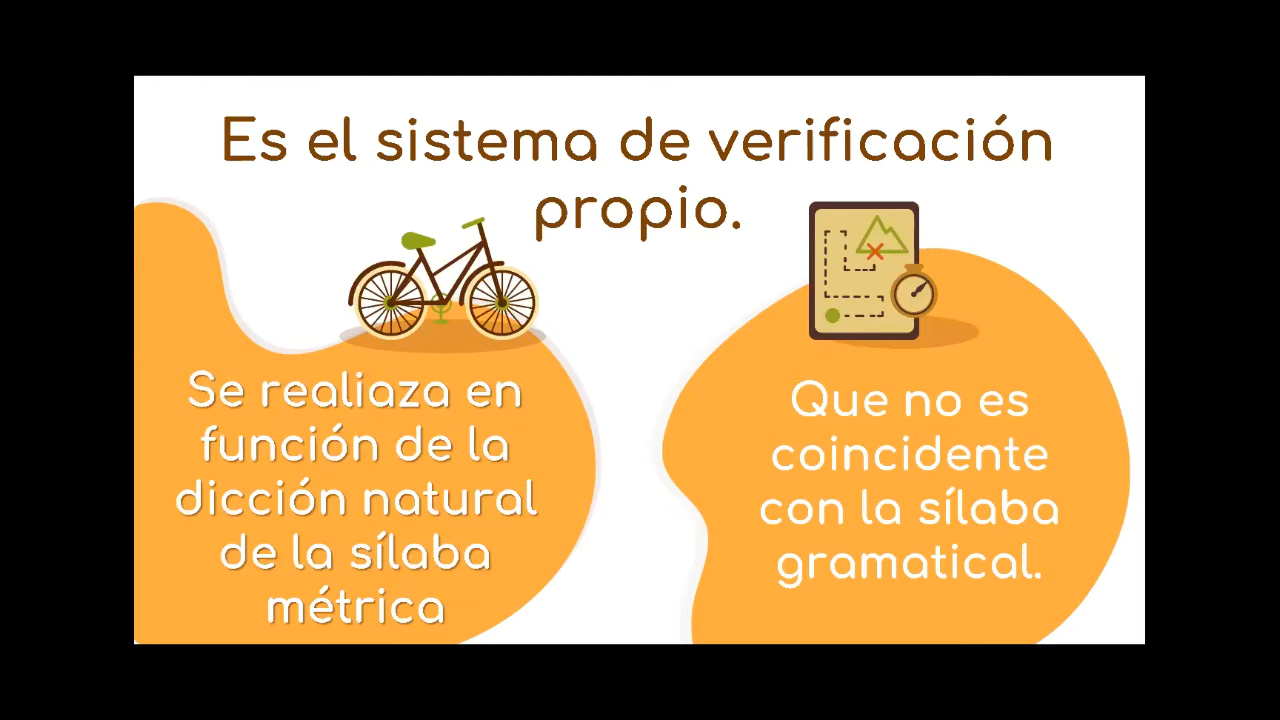 Es el sistema de verificación
propio.
Se realiaza en
función de la
dicción natural
de la sílaba
métrica
Que no es
coincidente
con la sílaba
gramatical.